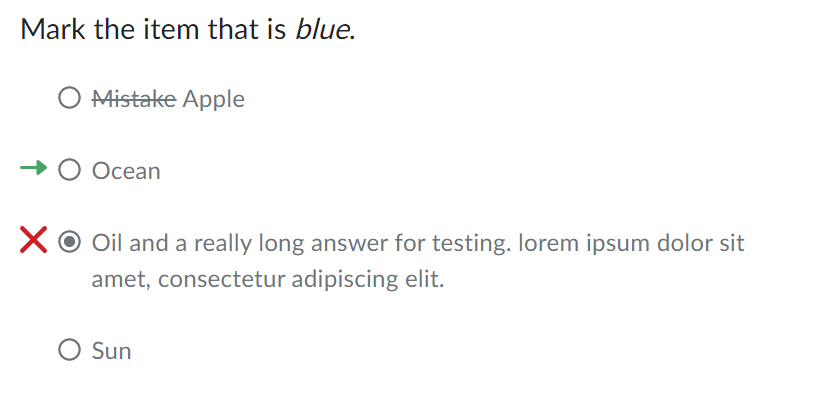 Mark the item that is blue.
Mistake Apple
Ocean
Oil and a really long answer for testing. lorem ipsum dolor sit
amet, consectetur adipiscing elit.
Sun